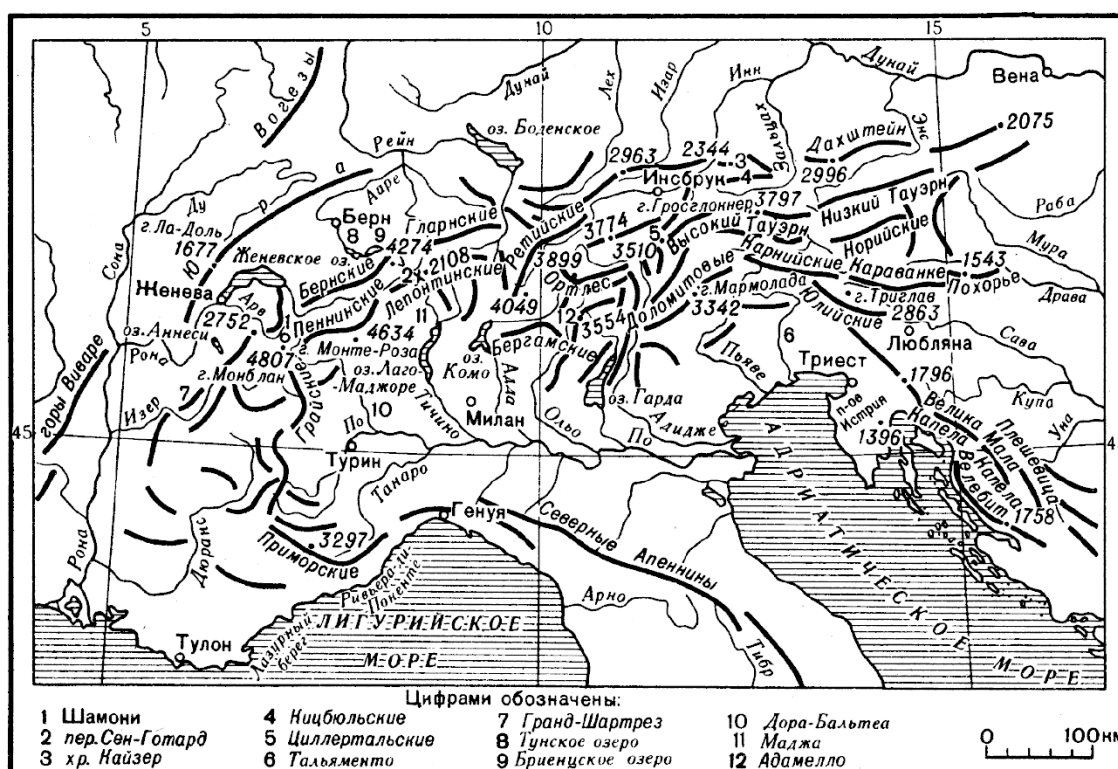 5
10
15
Вогезы
Дунай
Лех
Изар
Инн
Дунай
Вена
Рейн
оз. Боденское
Зальцах
Дахштейн
Энс
2075
Юра
Ааре
2963
2344
3
Инсбрук
4
2996
Ду
г. Ла-Доль
1677
Берн
8 9
Гларнские
Ретийские
3774
г. Гросглокнер
3797
Низкий Тауэрн
Раба
Сона
Женевское оз.
4274
2
2108
3510
5
Высокий Тауэрн
Норийские
Мура
Бернские
Лепонтинские
3899
Ортлес
Карнийские
Караванке
1543
Похорье
Женева
Арв
Пеннинские
4049
Доломитовые
г. Мармолада
3342
г. Триглав
2863
Драва
оз. Аннеси
2752
1
4634
11
12
3554
Юлийские
Рона
4807
г. Монблан
г. Монте-Роза
оз. Лаго-
Маджоре
оз.
Комо
Бергамские
Пьяве
6
Любляна
Сава
горы Виваре
7
Изер
Грайские
Адда
оз. Гарда
Триест
1796
10
Тичино
Милан
п-ов
Истрия
Велика Капела
Купа
45
По
Турин
Ольо
По
Адидже
1396
Мала Капела
Плешевица
Уна
4
Танаро
Велебит
1758
Дюранс
Генуя
Северные Апеннины
АДРИАТИЧЕСКОЕ МОРЕ
3297
Приморские
Рона
Ривьера-ди-
Поненте
Арно
Тулон
Лазурный
берег
ЛИГУРИЙСКОЕ
МОРЕ
Тибр
Цифрами обозначены:
1 Шамони
2 пер. Сен-Готард
3 хр. Кайзер
4 Кицбюльские
5 Циллертальские
6 Тальяменто
7 Гранд-Шартрез
8 Тунское озеро
9 Бриенцское озеро
10 Дора-Бальтеа
11 Маджа
12 Адамелло
0 100 км